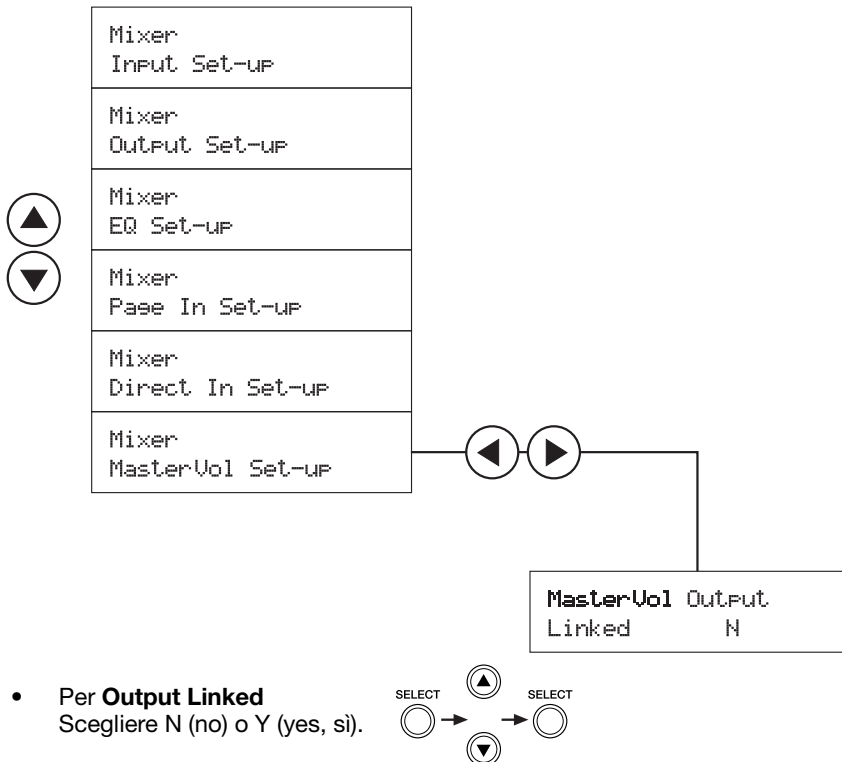 Mixer
Input Set-up
Mixer
Output Set-up
Mixer
EQ Set-up
Mixer
Page In Set-up
Mixer
Direct In Set-up
Mixer
MasterVol Set-up
MasterVol Output
Linked N
• Per Output Linked
Scegliere N (no) o Y (yes, sì).
SELECT SELECT